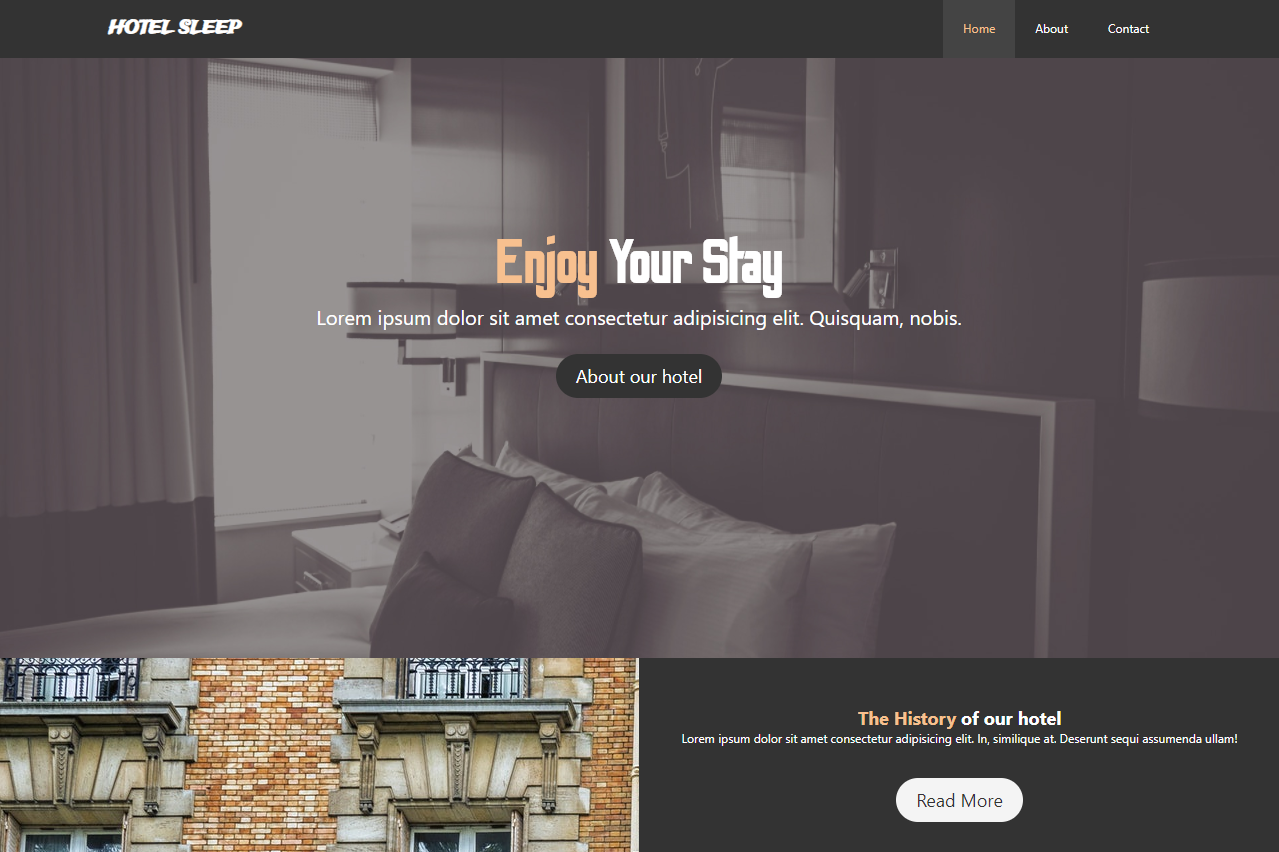 HOTEL SLEEP
Home About Contact
Enjoy Your Stay
Lorem ipsum dolor sit amet consectetur adipisicing elit. Quisquam, nobis.
About our hotel
The History of our hotel
Lorem ipsum dolor sit amet consectetur adipisicing elit. In, similique at. Deserunt sequi assumenda ullam!
Read More